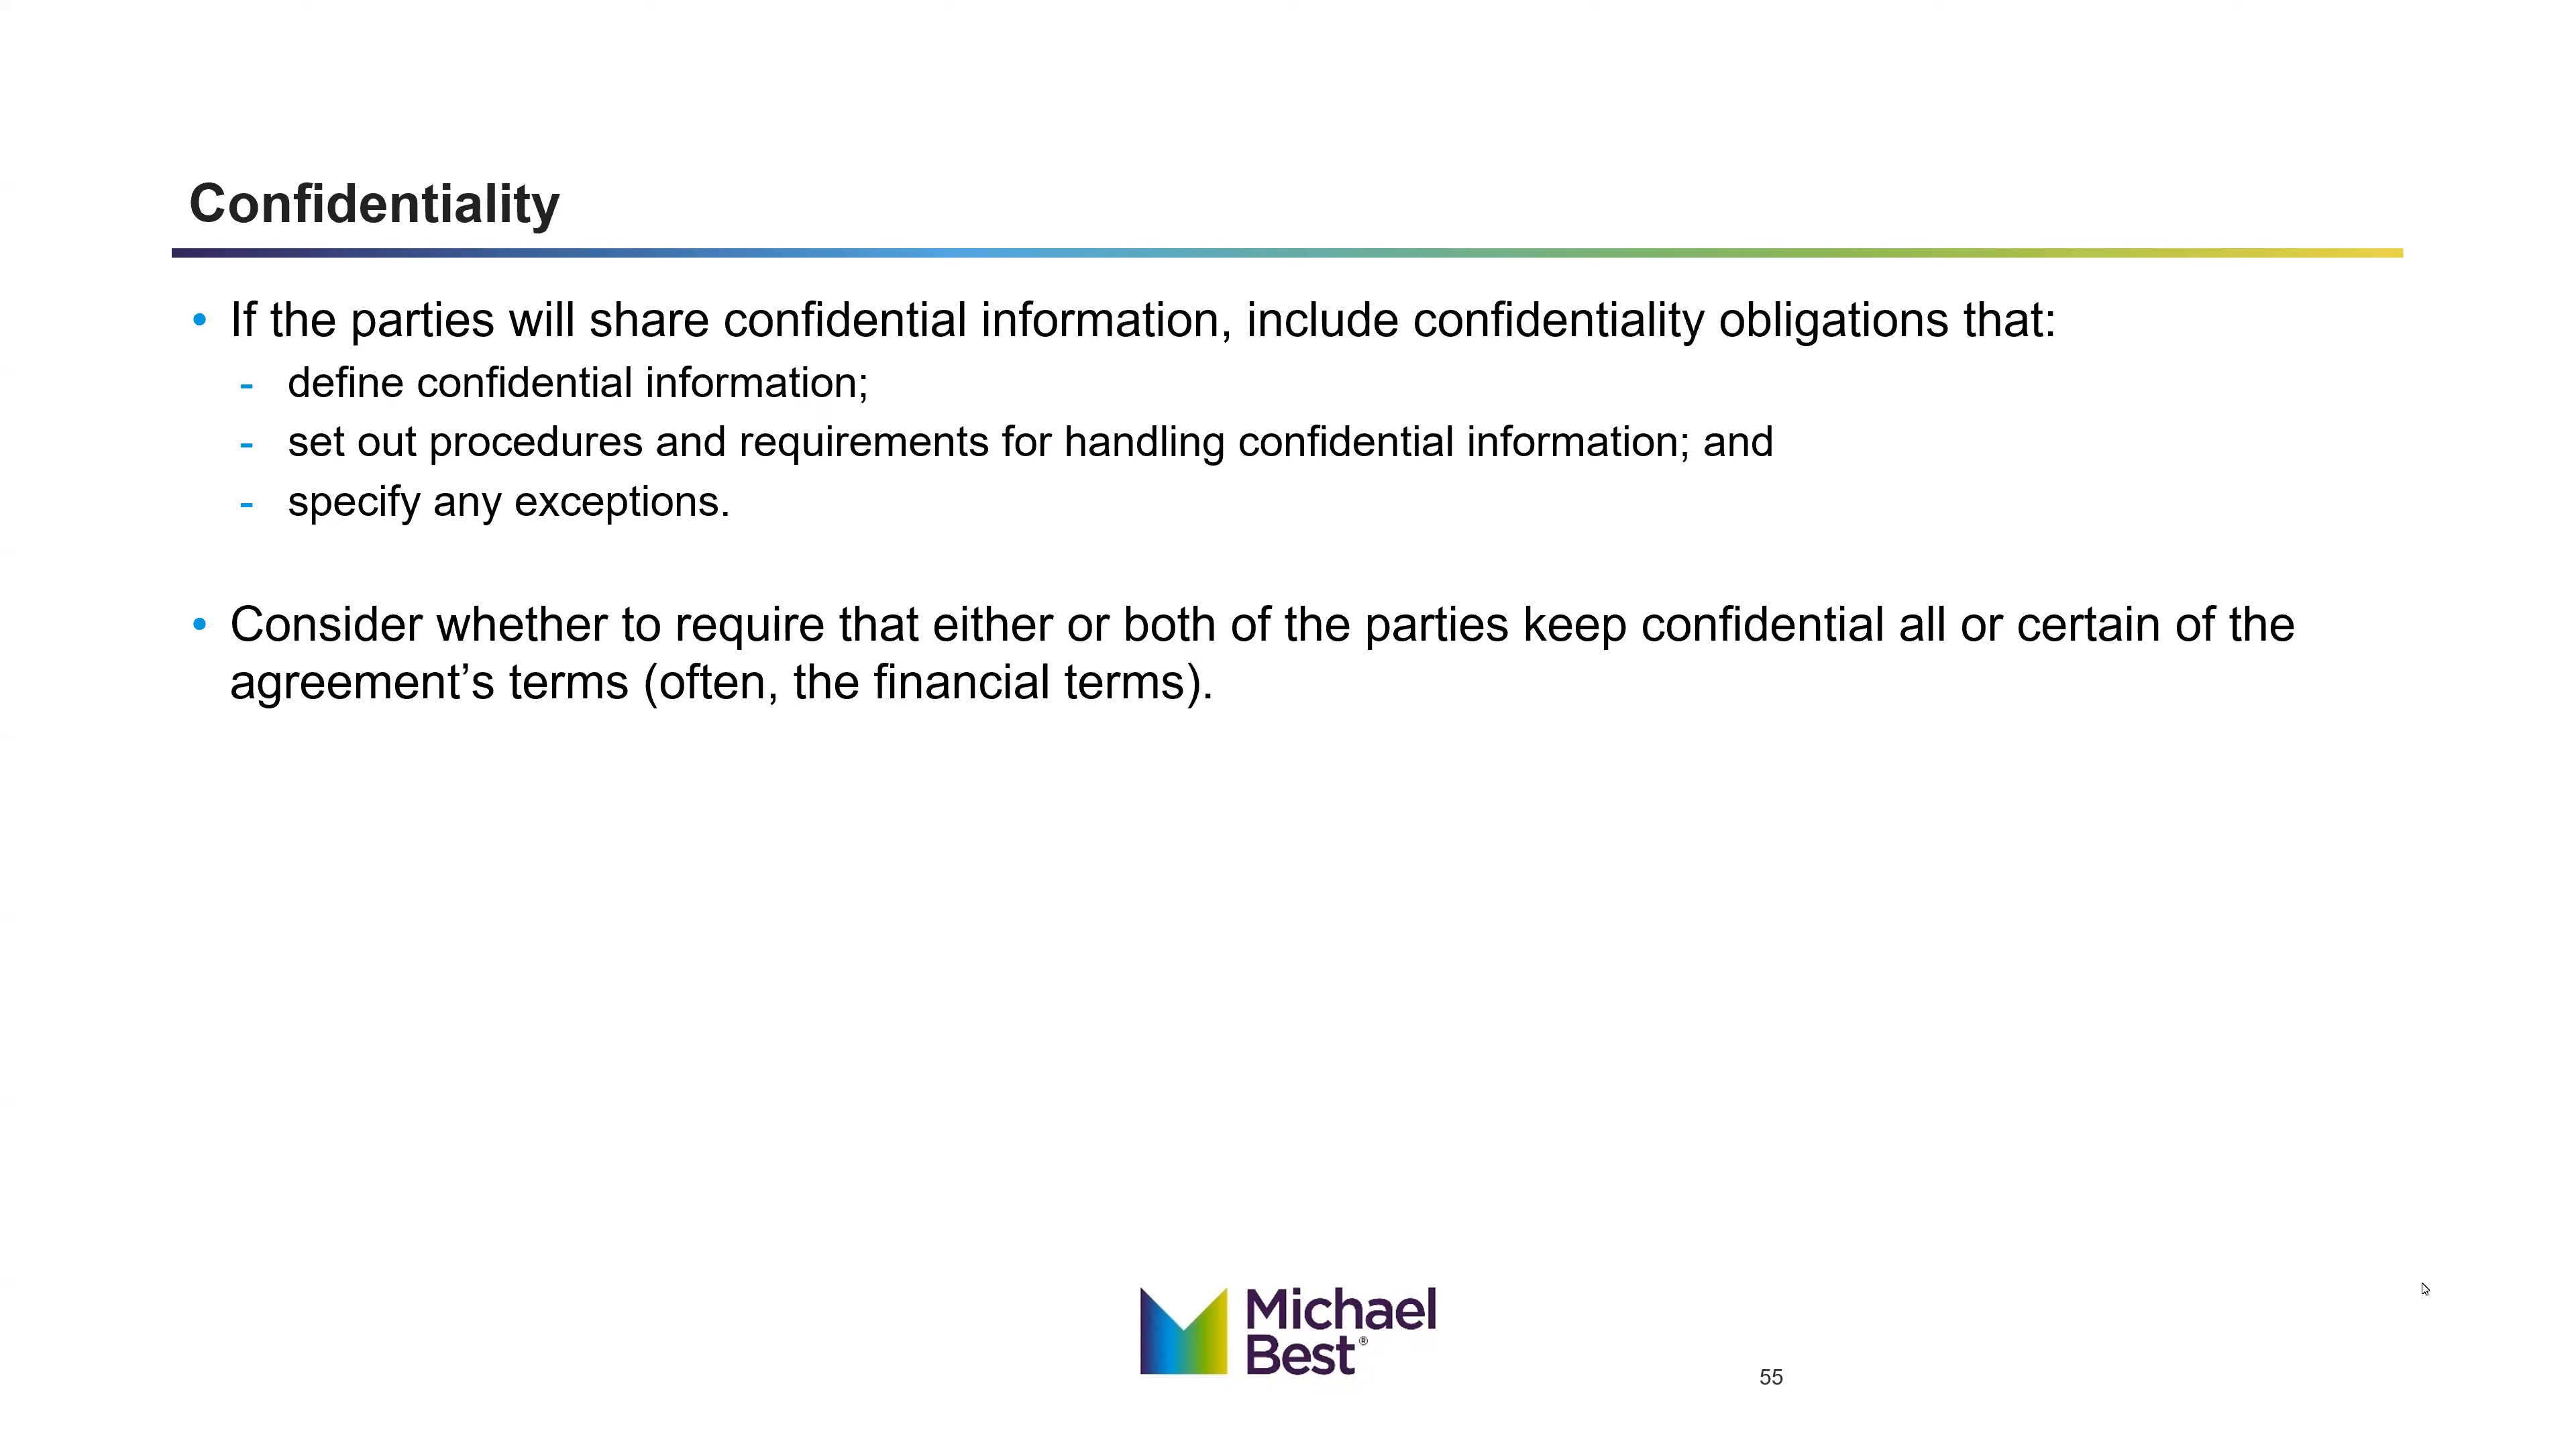 Confidentiality
• If the parties will share confidential information, include confidentiality obligations that:
- define confidential information;
- set out procedures and requirements for handling confidential information; and
- specify any exceptions.
• Consider whether to require that either or both of the parties keep confidential all or certain of the
agreement’s terms (often, the financial terms).
Michael
Best®
55